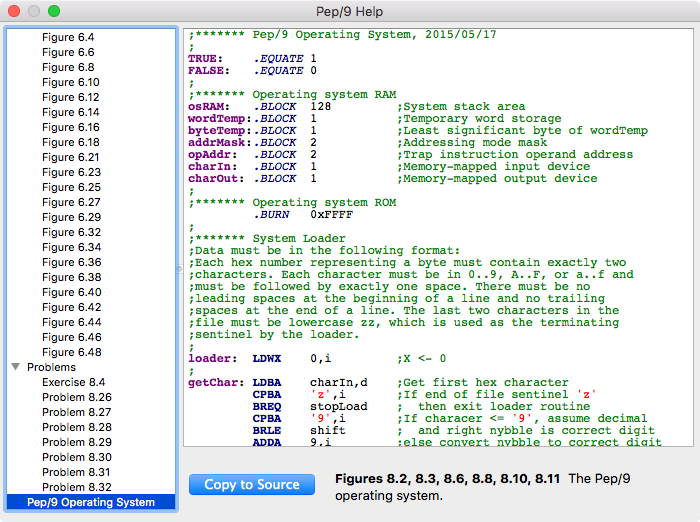 Pep/9 Help
Figure 6.4
Figure 6.6
Figure 6.8
Figure 6.10
Figure 6.12
Figure 6.14
Figure 6.16
Figure 6.18
Figure 6.21
Figure 6.23
Figure 6.25
Figure 6.27
Figure 6.29
Figure 6.32
Figure 6.34
Figure 6.36
Figure 6.38
Figure 6.40
Figure 6.42
Figure 6.44
Figure 6.46
Figure 6.48
Problems
Exercise 8.4
Problem 8.26
Problem 8.27
Problem 8.28
Problem 8.29
Problem 8.30
Problem 8.31
Problem 8.32
Pep/9 Operating System
;******* Pep/9 Operating System, 2015/05/17
;
TRUE:    .EQUATE 1
FALSE:   .EQUATE 0
;
;******* Operating system RAM
osRAM:   .BLOCK  128         ;System stack area
wordTemp:.BLOCK  1           ;Temporary word storage
byteTemp:.BLOCK  1           ;Least significant byte of wordTemp
addrMask:.BLOCK  2           ;Addressing mode mask
opAddr:  .BLOCK  2           ;Trap instruction operand address
charIn:  .BLOCK  1           ;Memory-mapped input device
charOut: .BLOCK  1           ;Memory-mapped output device
;
;******* Operating system ROM
         .BURN   0xFFFF
;
;******* System Loader
;Data must be in the following format:
;Each hex number representing a byte must contain exactly two
;characters. Each character must be in 0..9, A..F, or a..f and
;must be followed by exactly one space. There must be no
;leading spaces at the beginning of a line and no trailing
;spaces at the end of a line. The last two characters in the
;file must be lowercase zz, which is used as the terminating
;sentinel by the loader.
;
loader:  LDWX    0,i         ;X <- 0
;
getChar: LDBA    charIn,d    ;Get first hex character
         CPBA    'z',i       ;If end of file sentinel 'z'
         BREQ    stopLoad    ;  then exit loader routine
         CPBA    '9',i       ;If characer <= '9', assume decimal
         BRLE    shift       ;  and right nybble is correct digit
         ADDA    9,i         ;else convert nybble to correct digit
Copy to Source
Figures 8.2, 8.3, 8.6, 8.8, 8.10, 8.11 The Pep/9
operating system.